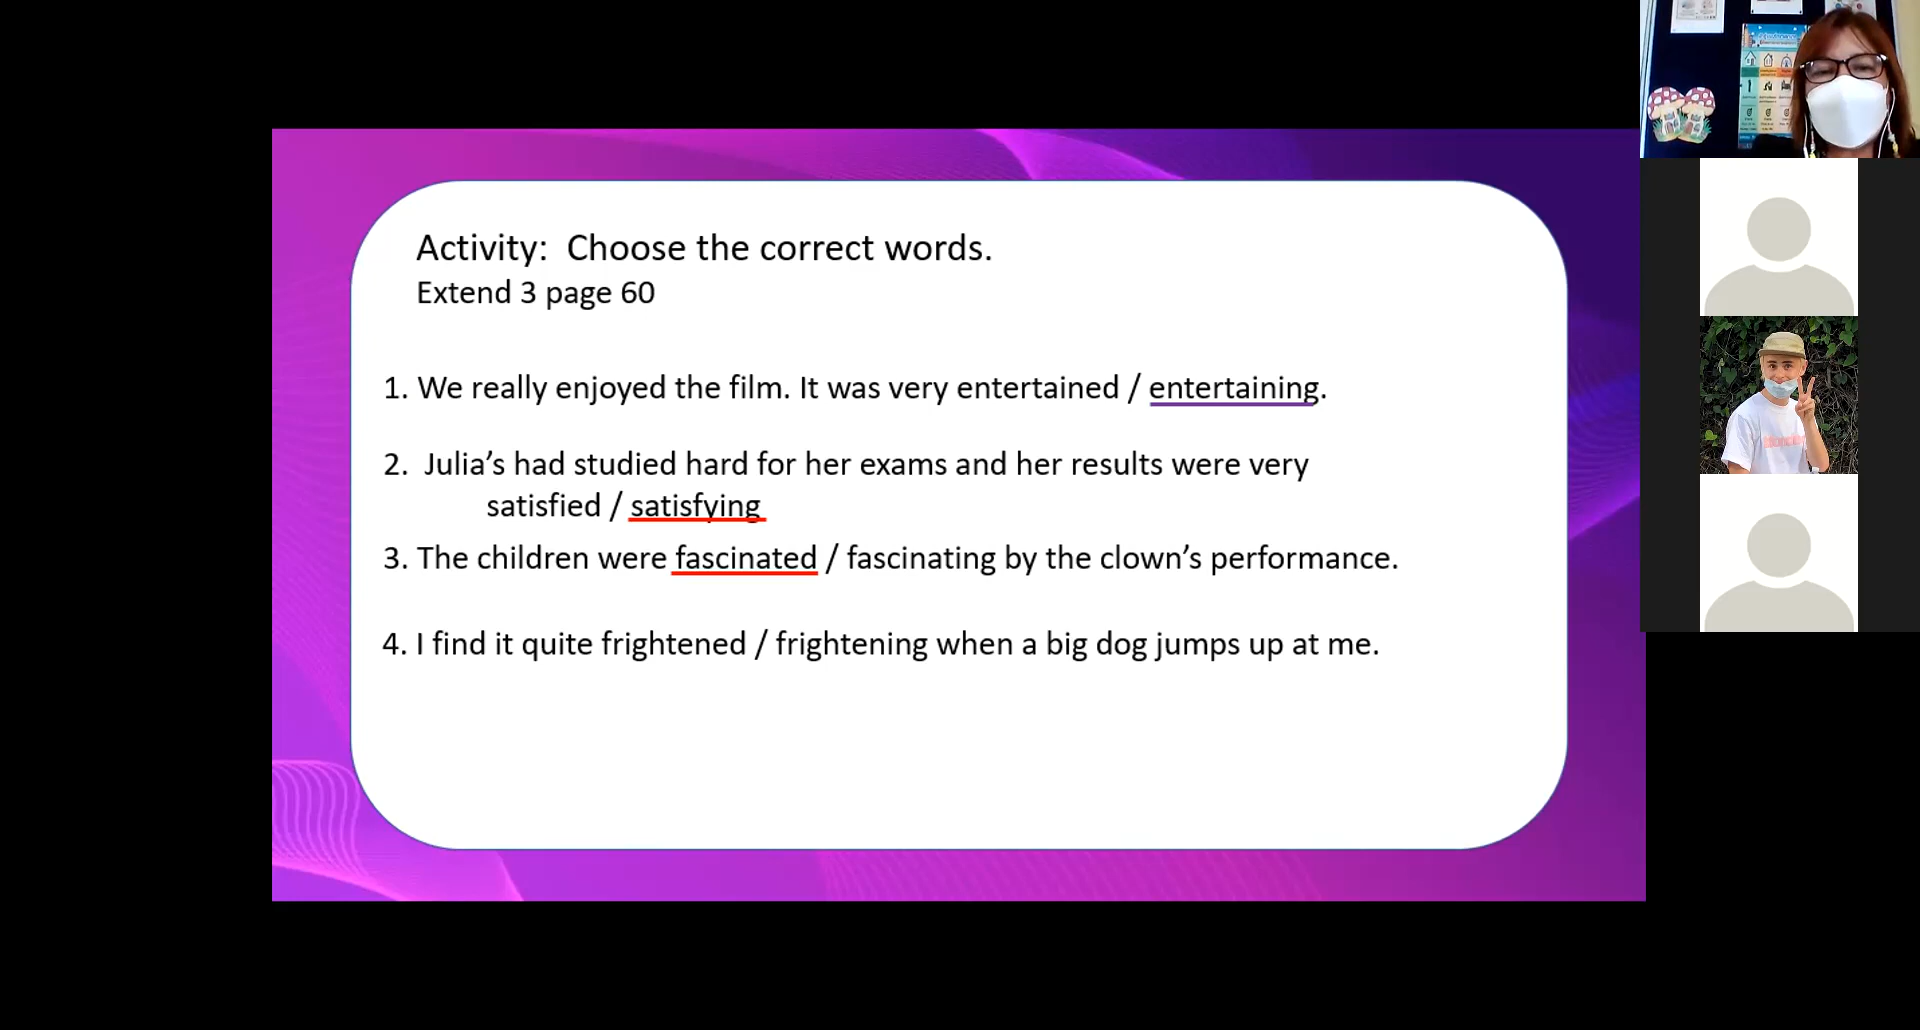 Activity:  Choose the correct words.
Extend 3 page 60
1. We really enjoyed the film. It was very entertained / entertaining.
2.  Julia’s had studied hard for her exams and her results were very
satisfied / satisfying
3. The children were fascinated / fascinating by the clown’s performance.
4. I find it quite frightened / frightening when a big dog jumps up at me.